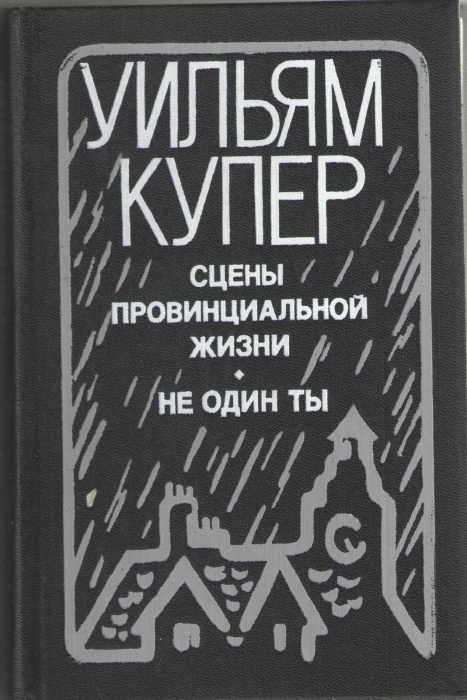 УИЛЬЯМ
КУПЕР
СЦЕНЫ
ПРОВИНЦИАЛЬНОЙ
ЖИЗНИ
НЕ ОДИН ТЫ